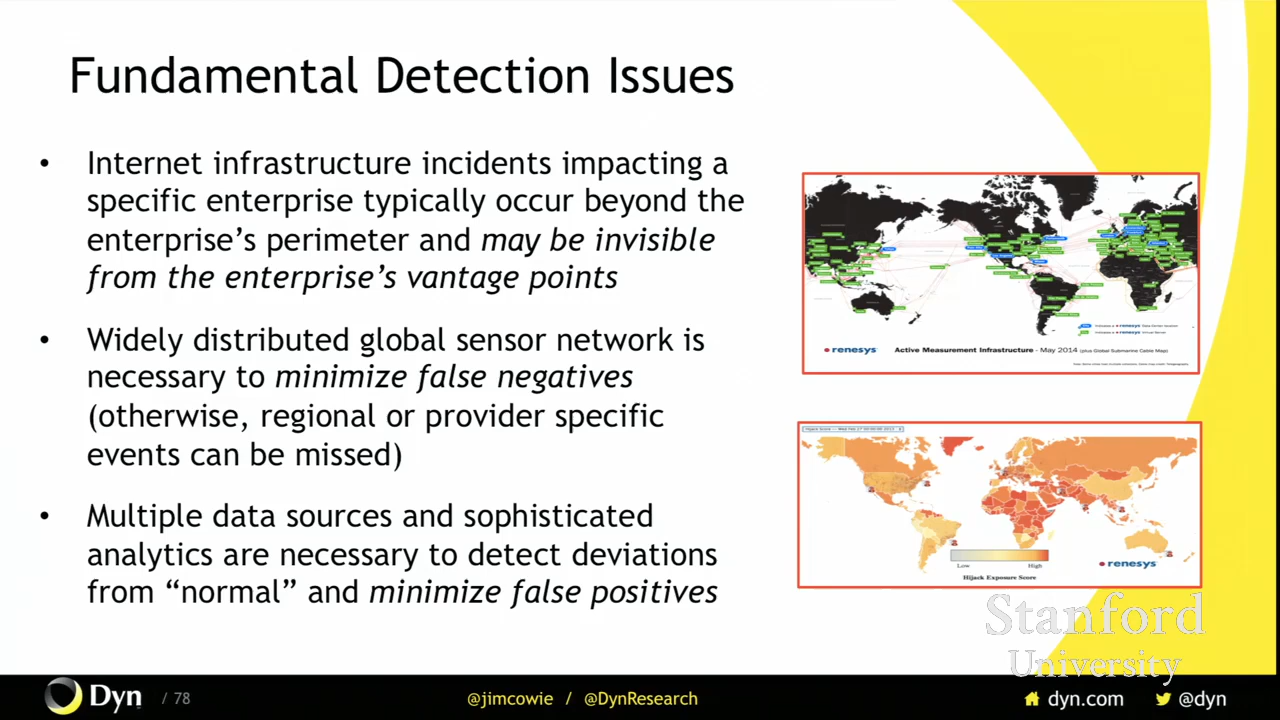 Fundamental Detection Issues
• Internet infrastructure incidents impacting a
specific enterprise typically occur beyond the
enterprise’s perimeter and may be invisible
from the enterprise’s vantage points
• Widely distributed global sensor network is
necessary to minimize false negatives
(otherwise, regional or provider specific
events can be missed)
• Multiple data sources and sophisticated
analytics are necessary to detect deviations
from “normal” and minimize false positives
renesys Active Measurement Infrastructure - May 2014 (plus Global Submarine Cable Map)
Low High
Hijack Exposure Score
renesys
Stanford
University
Dyn / 78
@jimcowie / @DynResearch
dyn.com @dyn